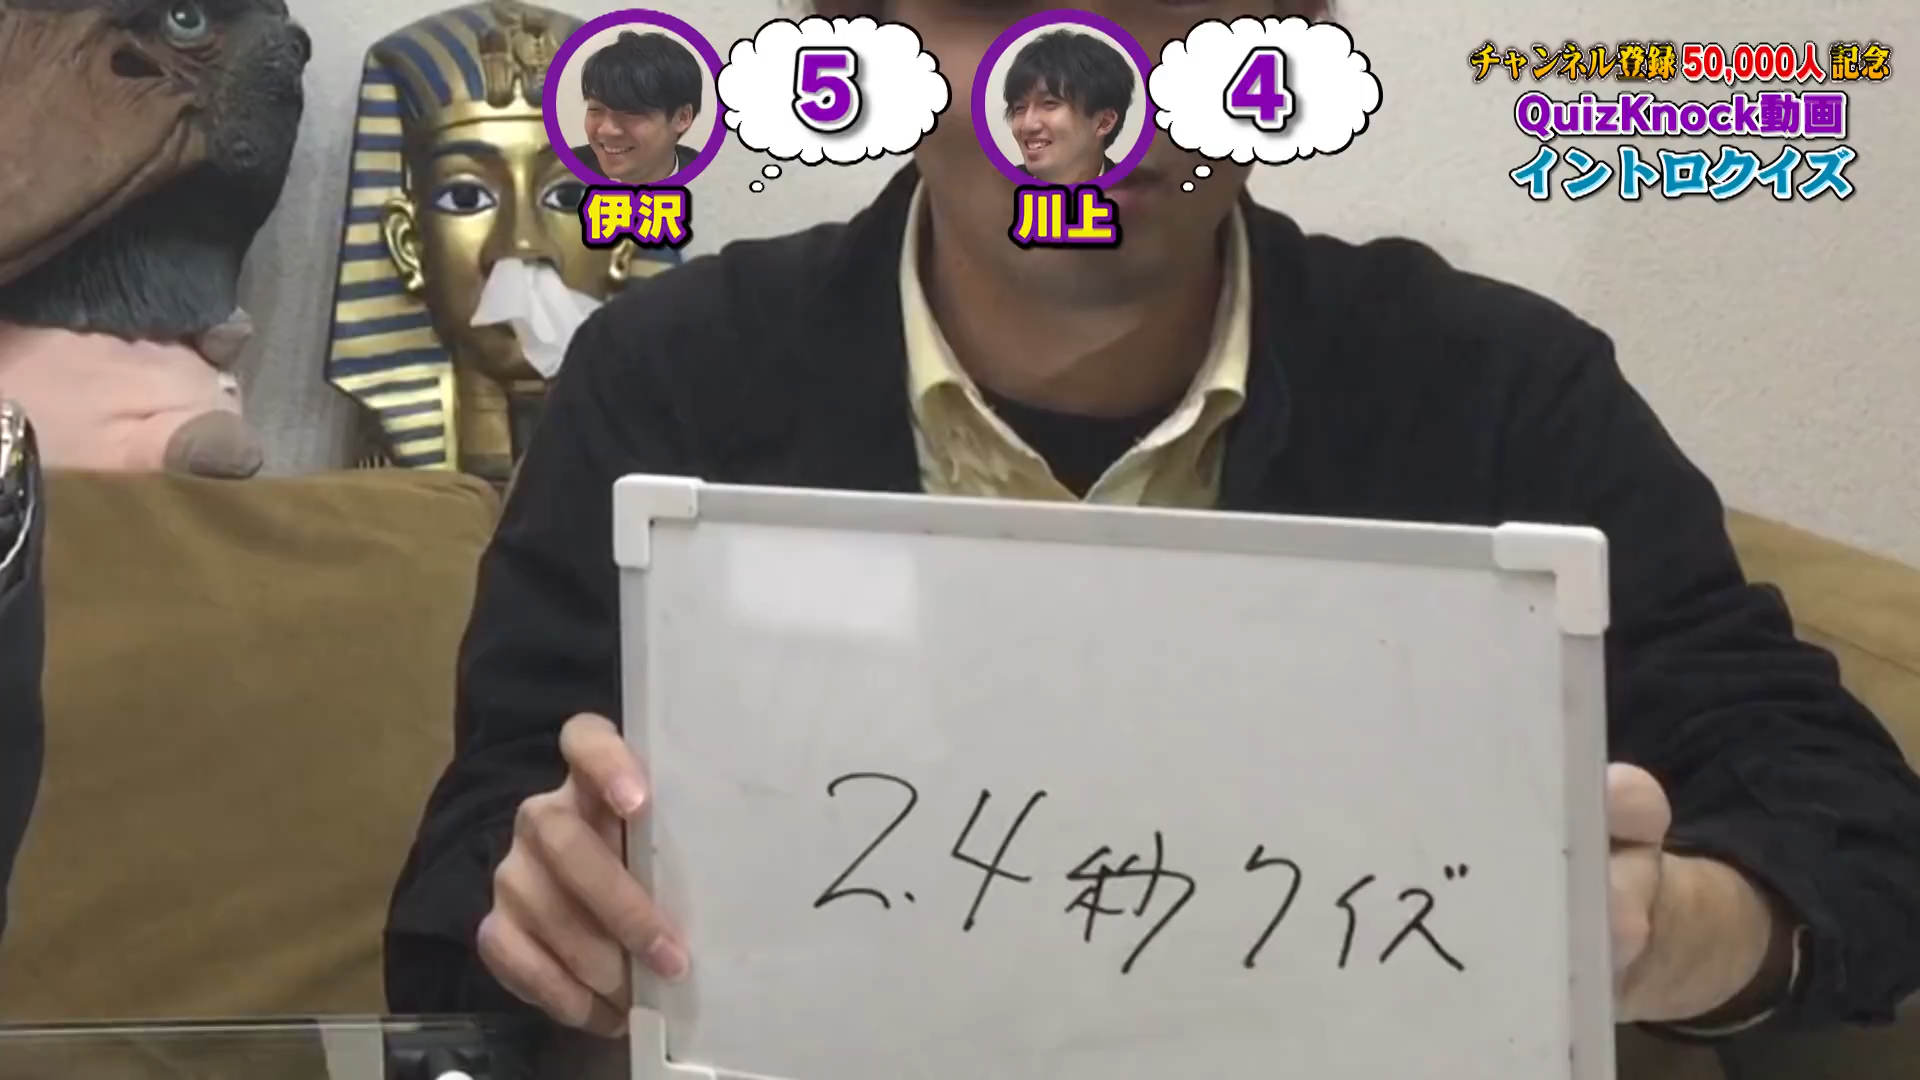 5
4
伊沢
川上
チャンネル登録50,000人記念
QuizKnock動画
イントロクイズ
2.4秒クイズ